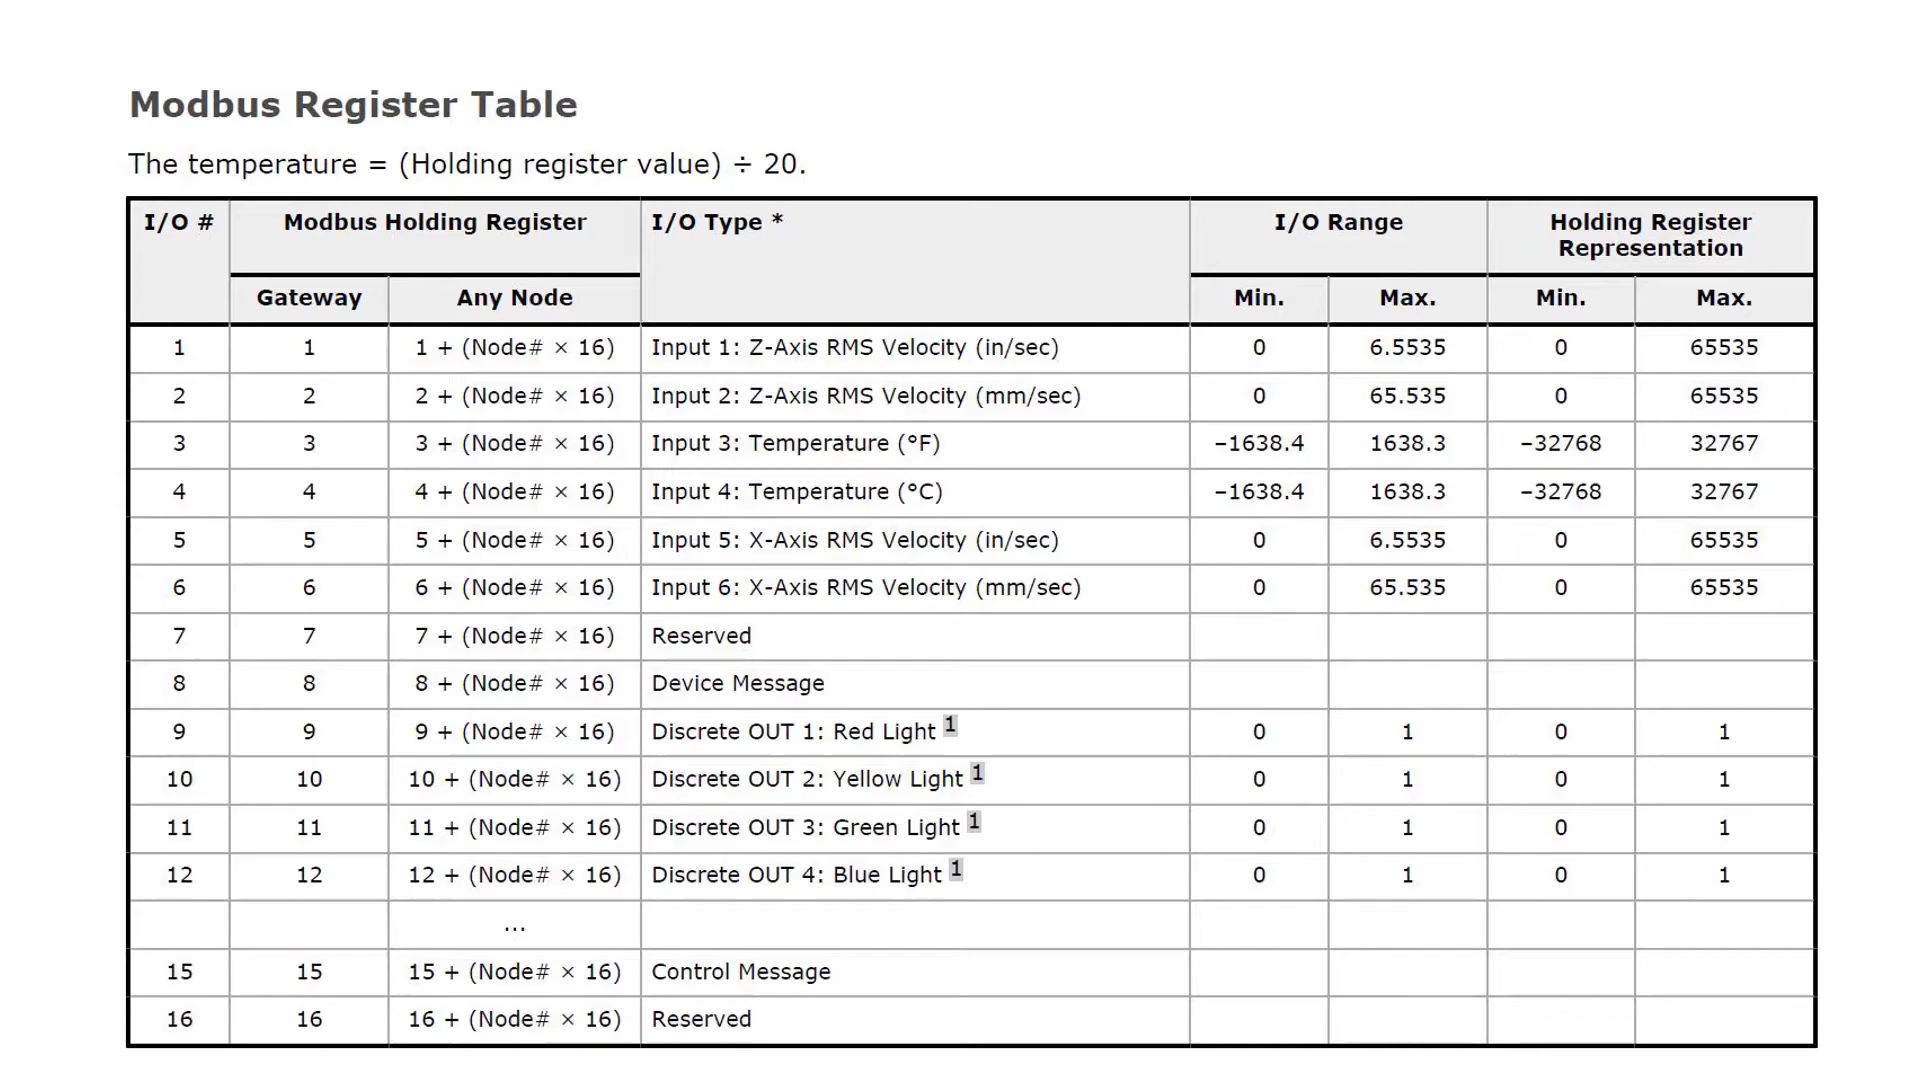 Modbus Register Table
The temperature = (Holding register value) ÷ 20.
I/O # Modbus Holding Register I/O Type * I/O Range Holding Register Representation
Gateway Any Node Min. Max. Min. Max.
1 1 1 + (Node# × 16) Input 1: Z-Axis RMS Velocity (in/sec) 0 6.5535 0 65535
2 2 2 + (Node# × 16) Input 2: Z-Axis RMS Velocity (mm/sec) 0 65.535 0 65535
3 3 3 + (Node# × 16) Input 3: Temperature (°F) –1638.4 1638.3 –32768 32767
4 4 4 + (Node# × 16) Input 4: Temperature (°C) –1638.4 1638.3 –32768 32767
5 5 5 + (Node# × 16) Input 5: X-Axis RMS Velocity (in/sec) 0 6.5535 0 65535
6 6 6 + (Node# × 16) Input 6: X-Axis RMS Velocity (mm/sec) 0 65.535 0 65535
7 7 7 + (Node# × 16) Reserved
8 8 8 + (Node# × 16) Device Message
9 9 9 + (Node# × 16) Discrete OUT 1: Red Light 1 0 1 0 1
10 10 10 + (Node# × 16) Discrete OUT 2: Yellow Light 1 0 1 0 1
11 11 11 + (Node# × 16) Discrete OUT 3: Green Light 1 0 1 0 1
12 12 12 + (Node# × 16) Discrete OUT 4: Blue Light 1 0 1 0 1
...
15 15 15 + (Node# × 16) Control Message
16 16 16 + (Node# × 16) Reserved